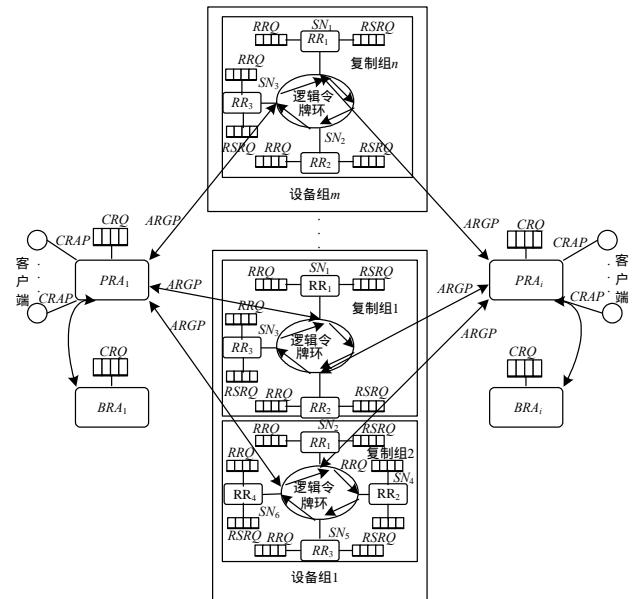 SN₁
RRQ RR₁ RSRQ
复制组n
RRQ
SN₃
逻辑令
牌环
RR₃
RSRQ
SN₂
RRQ RR₂ RSRQ
设备组m
CRQ
CRAP
ARGP
PRA₁
客户端
CRAP
ARGP
ARGP
CRQ
BRA₁
SN₁
RRQ RR₁ RSRQ
复制组1
RRQ
SN₃
逻辑令
牌环
RR₃
RSRQ
RRQ RR₂ RSRQ
SN₂
RRQ RR₁ RSRQ
复制组2
RRQ
RRQ
SN₄
逻辑令
牌环
RR₄
RR₂
SN₆
RSRQ
RSRQ
SN₅
RRQ RR₃ RSRQ
设备组1
ARGP
CRQ
CRAP
PRAᵢ
客户端
CRAP
ARGP
ARGP
CRQ
BRAᵢ